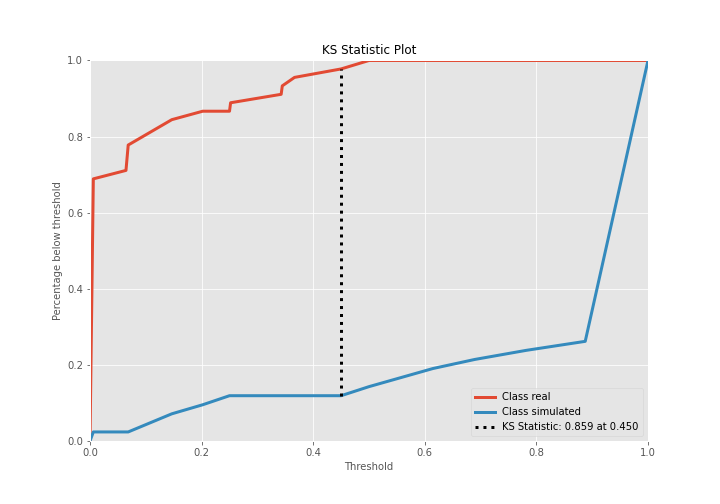 KS Statistic Plot
1.0
0.8
0.6
0.4
0.2
0.0
Percentage below threshold
0.0 0.2 0.4 0.6 0.8 1.0
Threshold
Class real
Class simulated
KS Statistic: 0.859 at 0.450